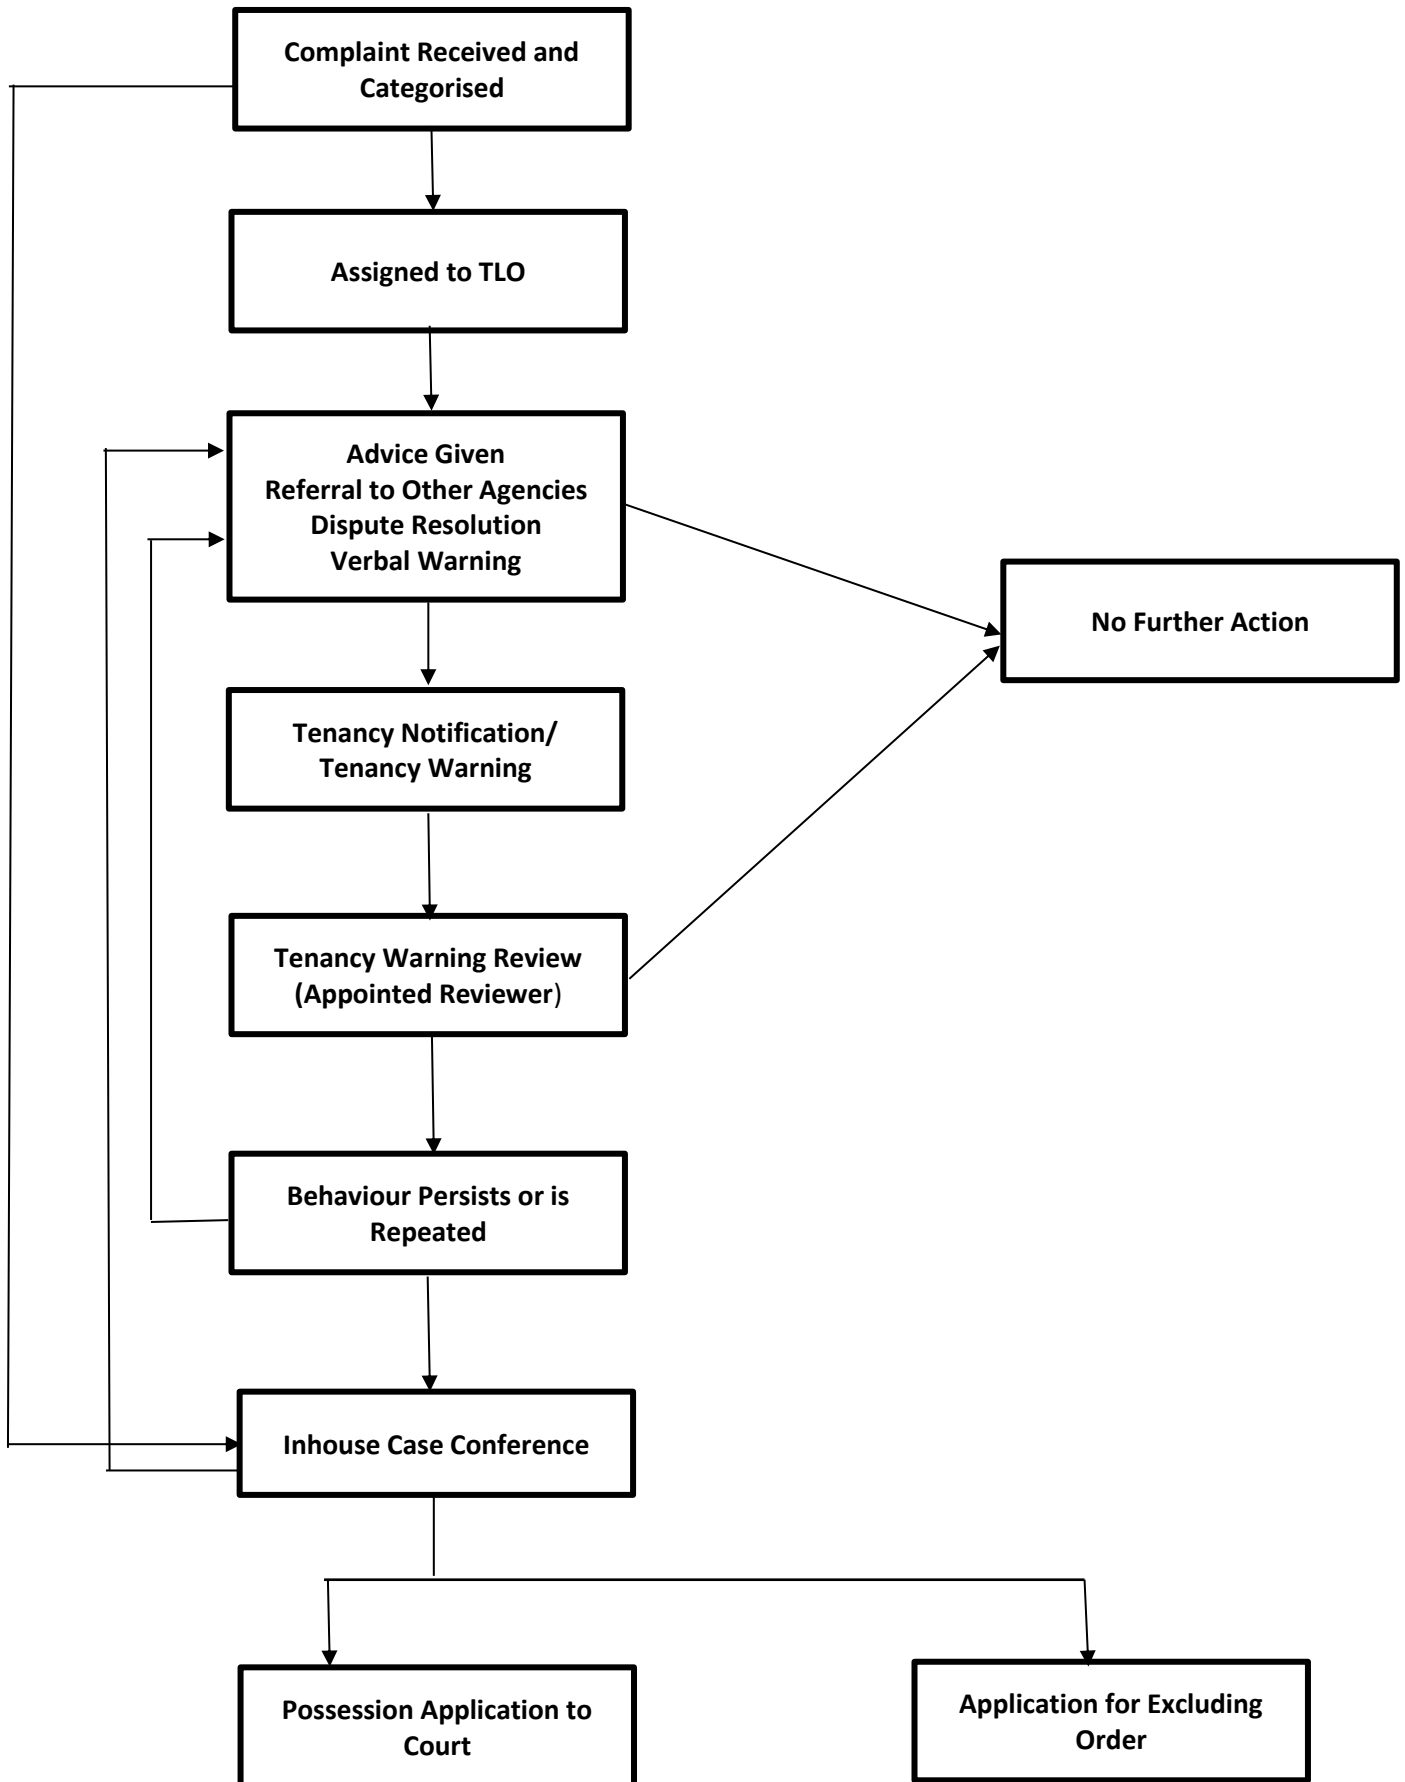 Complaint Received and
Categorised
Assigned to TLO
Advice Given
Referral to Other Agencies
Dispute Resolution
Verbal Warning
No Further Action
Tenancy Notification/
Tenancy Warning
Tenancy Warning Review
(Appointed Reviewer)
Behaviour Persists or is
Repeated
Inhouse Case Conference
Possession Application to
Court
Application for Excluding
Order